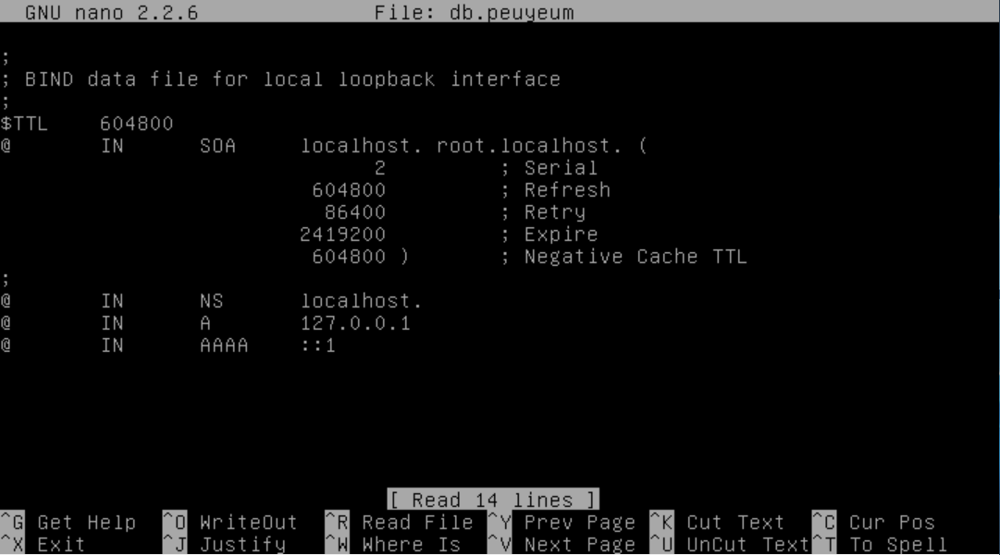 GNU nano 2.2.6 File: db.peuyeum
;
; BIND data file for local loopback interface
;
$TTL 604800
@ IN SOA localhost. root.localhost. (
2 ; Serial
604800 ; Refresh
86400 ; Retry
2419200 ; Expire
604800 ) ; Negative Cache TTL
;
@ IN NS localhost.
@ IN A 127.0.0.1
@ IN AAAA ::1
[ Read 14 lines ]
^G Get Help ^O WriteOut ^R Read File ^Y Prev Page ^K Cut Text ^C Cur Pos
^X Exit ^J Justify ^W Where Is ^V Next Page ^U UnCut Text ^T To Spell